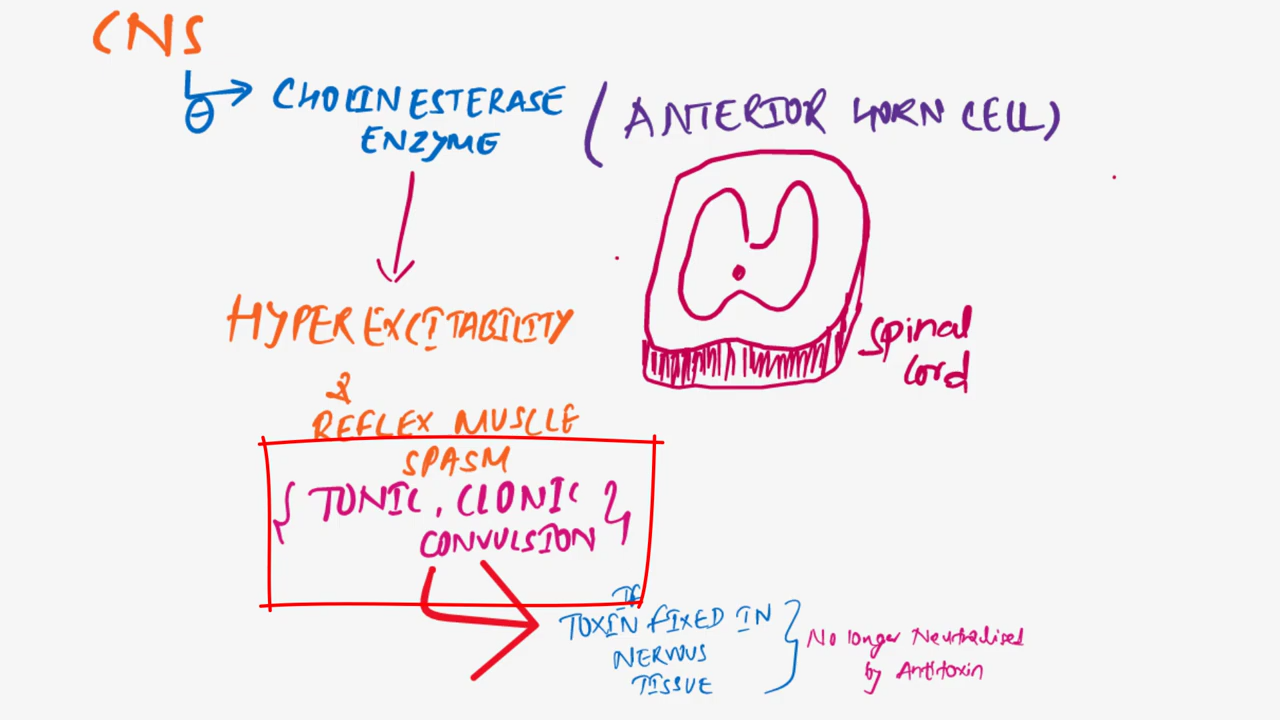 CNS
CHOLINESTERASE
ENZYME
(ANTERIOR HORN CELL)
HYPEREXCITABILITY
&
REFLEX MUSCLE
SPASM
{ TONIC, CLONIC }
CONVULSION
Spinal
Cord
If
TOXIN FIXED IN
NERVOUS
TISSUE
No longer Neutralised
by Antitoxin